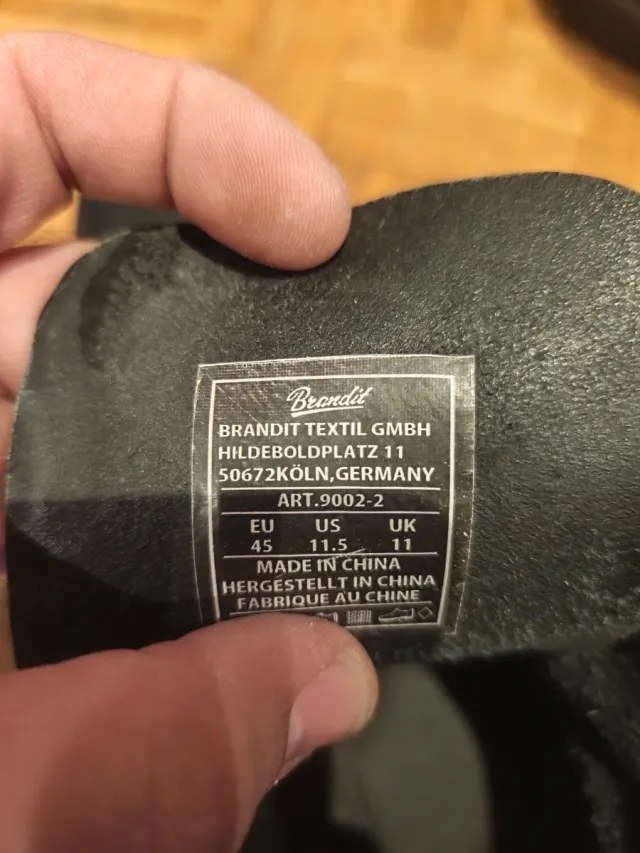 Brandit
BRANDIT TEXTIL GMBH
HILDEBOLDPLATZ 11
50672KÖLN,GERMANY
ART.9002-2
EU US UK
45 11.5 11
MADE IN CHINA
HERGESTELLT IN CHINA
FABRIQUE AU CHINE